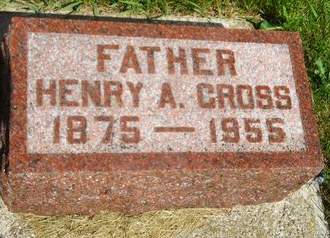 FATHER
HENRY A. CROSS
1875 — 1955